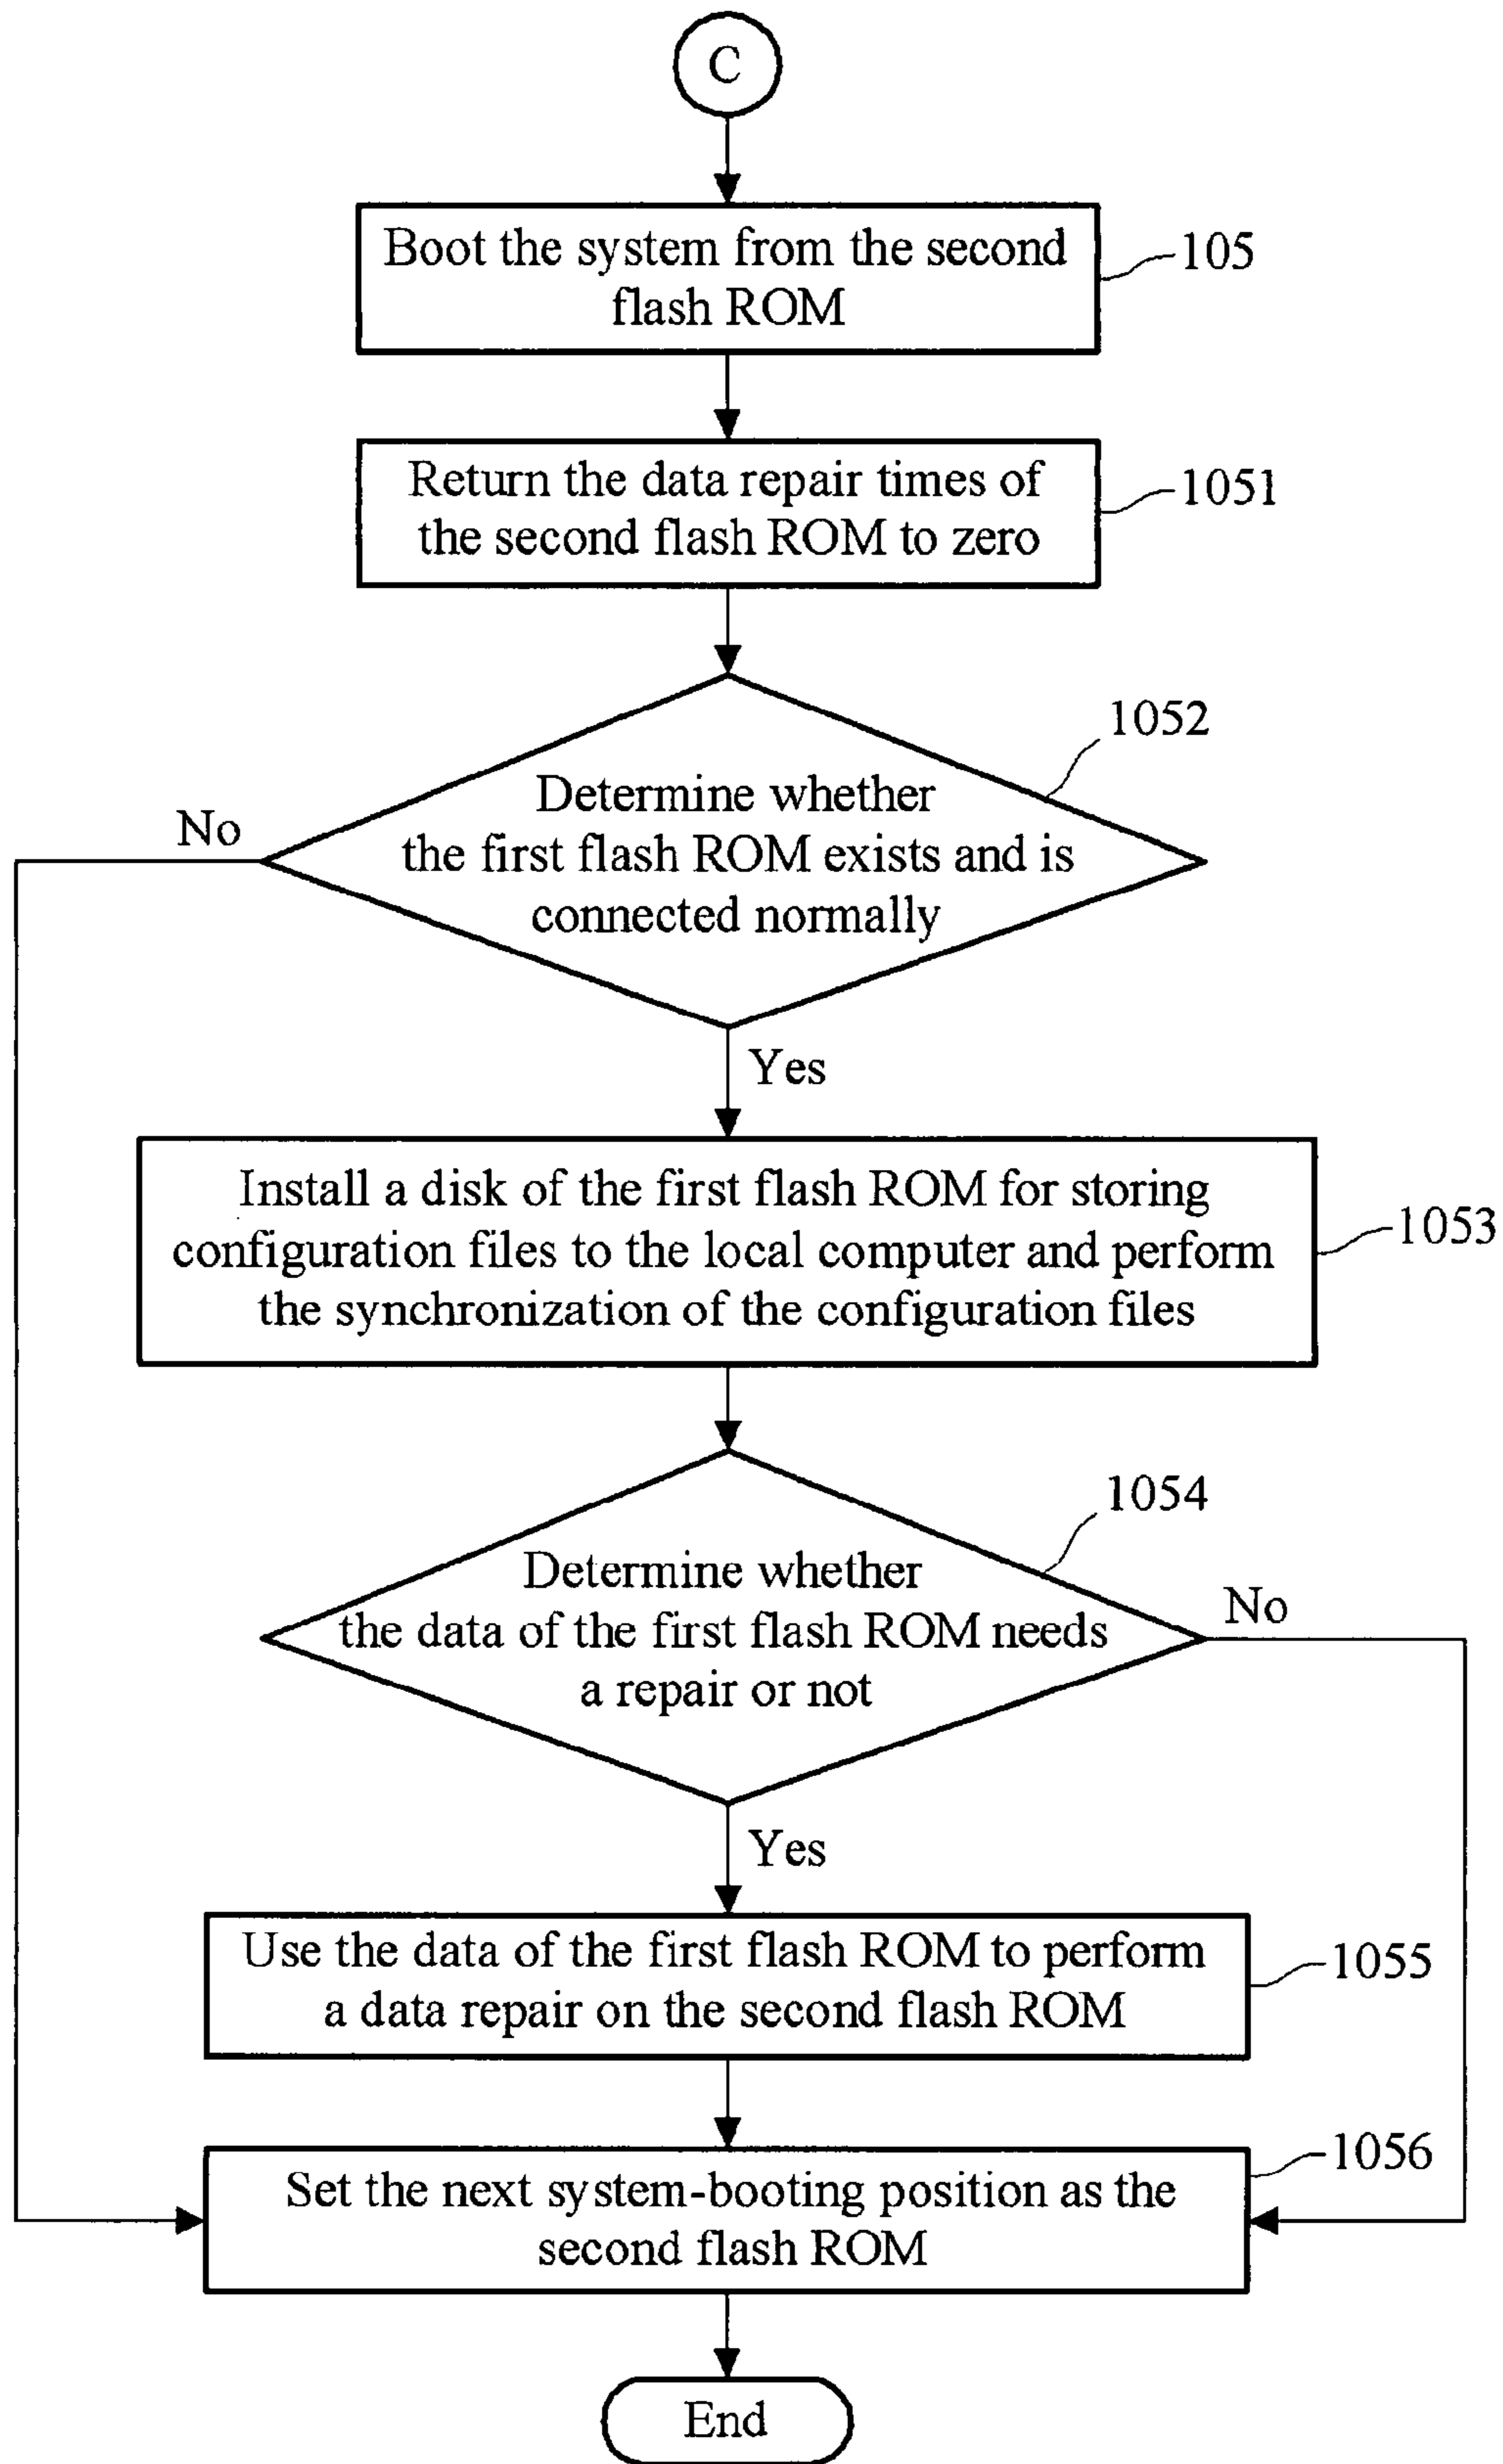 C
Boot the system from the second
flash ROM
105
Return the data repair times of
the second flash ROM to zero
1051
1052
Determine whether
the first flash ROM exists and is
connected normally
No
Yes
Install a disk of the first flash ROM for storing
configuration files to the local computer and perform
the synchronization of the configuration files
1053
1054
Determine whether
the data of the first flash ROM needs
a repair or not
No
Yes
Use the data of the first flash ROM to perform
a data repair on the second flash ROM
1055
1056
Set the next system-booting position as the
second flash ROM
End